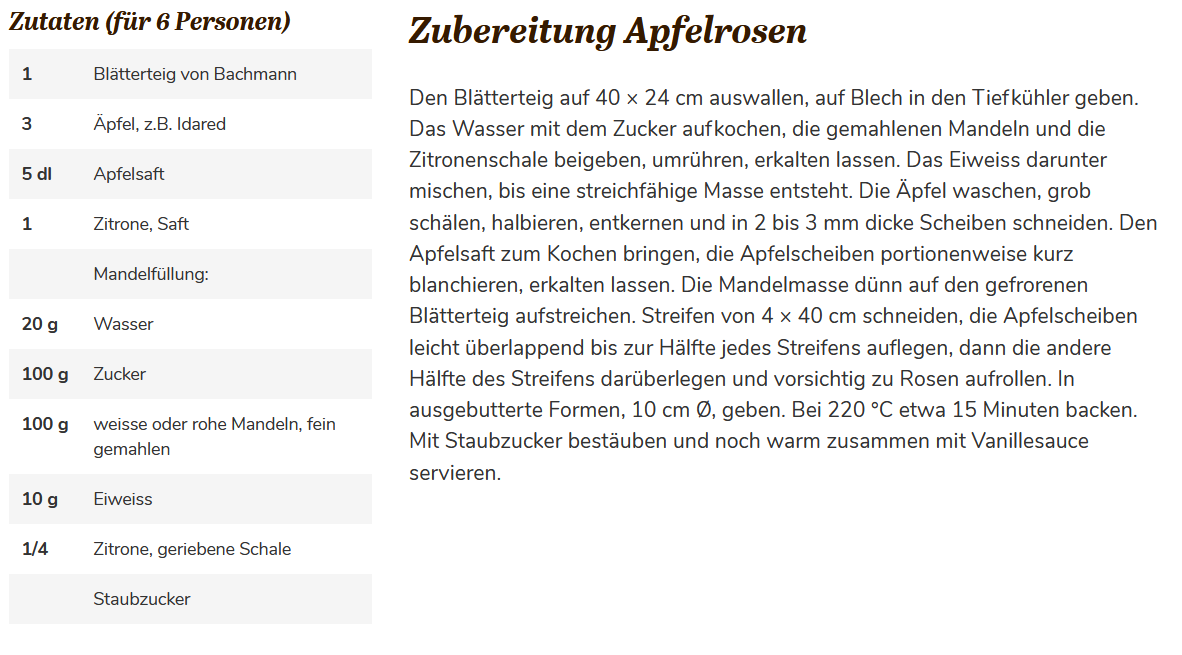 Zutaten (für 6 Personen)
1 Blätterteig von Bachmann
3 Äpfel, z.B. Idared
5 dl Apfelsaft
1 Zitrone, Saft
Mandelfüllung:
20 g Wasser
100 g Zucker
100 g weisse oder rohe Mandeln, fein
gemahlen
10 g Eiweiss
1/4 Zitrone, geriebene Schale
Staubzucker
Zubereitung Apfelrosen
Den Blätterteig auf 40 × 24 cm auswallen, auf Blech in den Tiefkühler geben.
Das Wasser mit dem Zucker aufkochen, die gemahlenen Mandeln und die
Zitronenschale beigeben, umrühren, erkalten lassen. Das Eiweiss darunter
mischen, bis eine streichfähige Masse entsteht. Die Äpfel waschen, grob
schälen, halbieren, entkernen und in 2 bis 3 mm dicke Scheiben schneiden. Den
Apfelsaft zum Kochen bringen, die Apfelscheiben portionenweise kurz
blanchieren, erkalten lassen. Die Mandelmasse dünn auf den gefrorenen
Blätterteig aufstreichen. Streifen von 4 × 40 cm schneiden, die Apfelscheiben
leicht überlappend bis zur Hälfte jedes Streifens auflegen, dann die andere
Hälfte des Streifens darüberlegen und vorsichtig zu Rosen aufrollen. In
ausgebutterte Formen, 10 cm Ø, geben. Bei 220 °C etwa 15 Minuten backen.
Mit Staubzucker bestäuben und noch warm zusammen mit Vanillesauce
servieren.